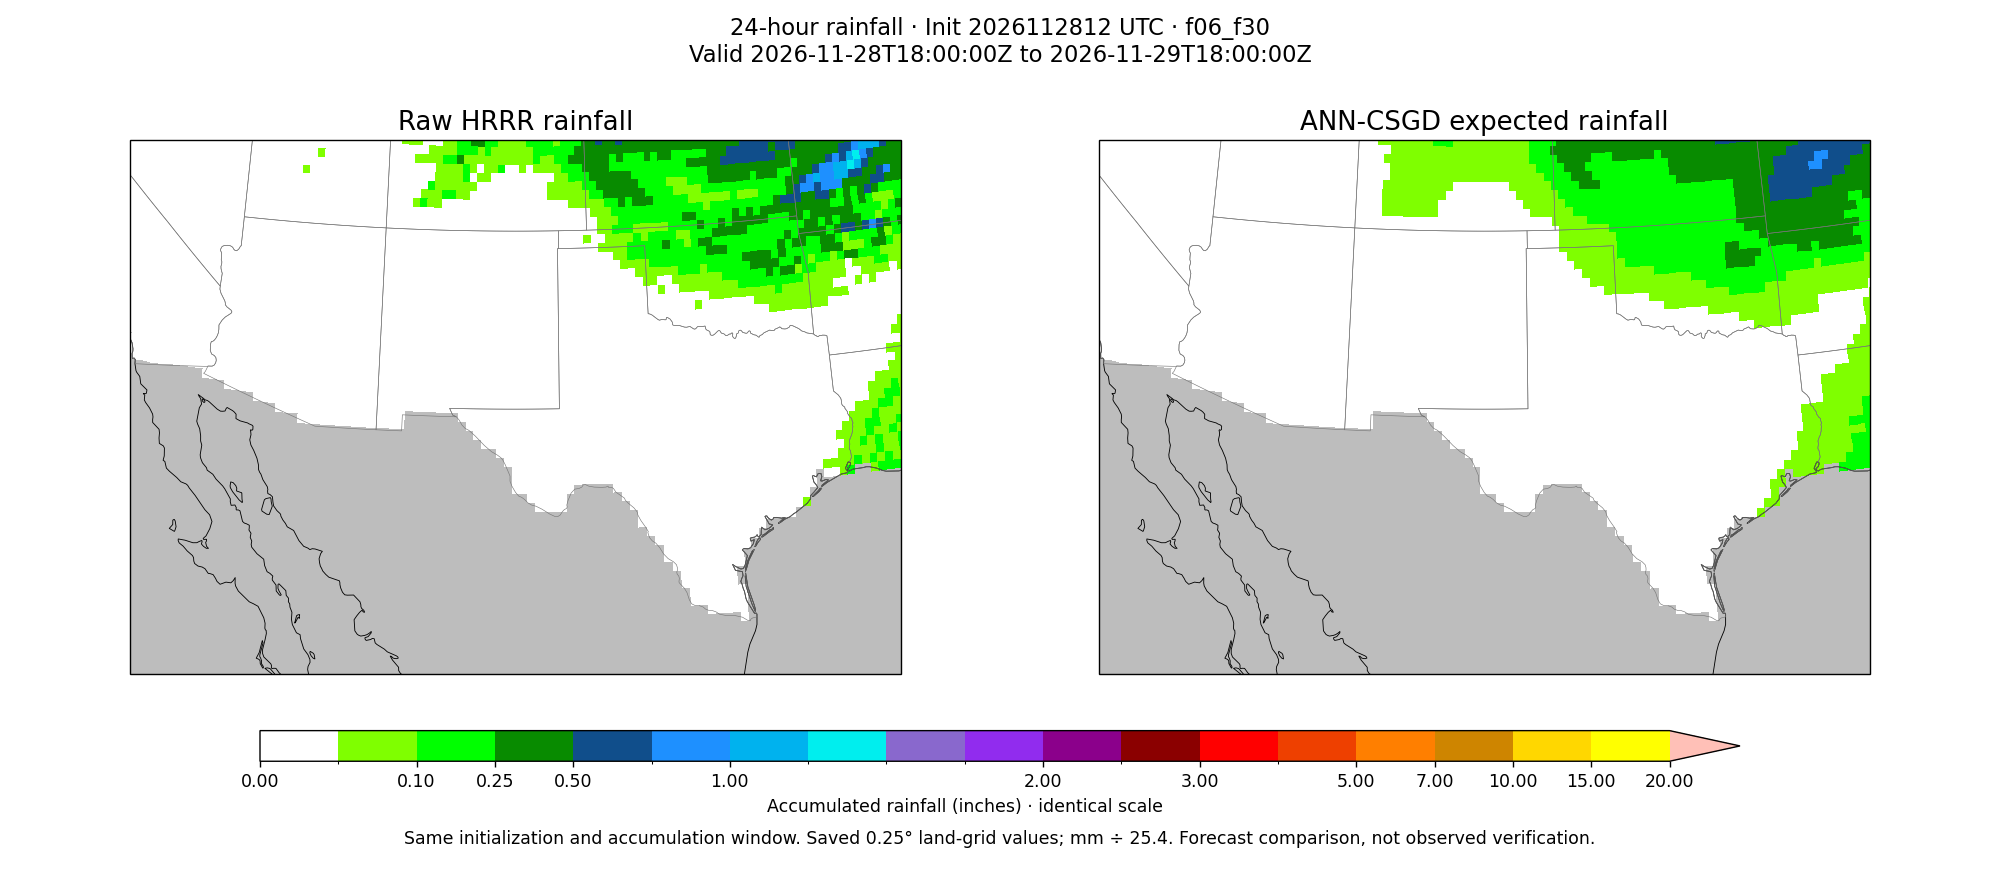 24-hour rainfall · Init 2026112812 UTC · f06_f30
Valid 2026-11-28T18:00:00Z to 2026-11-29T18:00:00Z
Raw HRRR rainfall
ANN-CSGD expected rainfall
0.00 0.10 0.25 0.50 1.00 2.00 3.00 5.00 7.00 10.00 15.00 20.00
Accumulated rainfall (inches) · identical scale
Same initialization and accumulation window. Saved 0.25° land-grid values; mm ÷ 25.4. Forecast comparison, not observed verification.